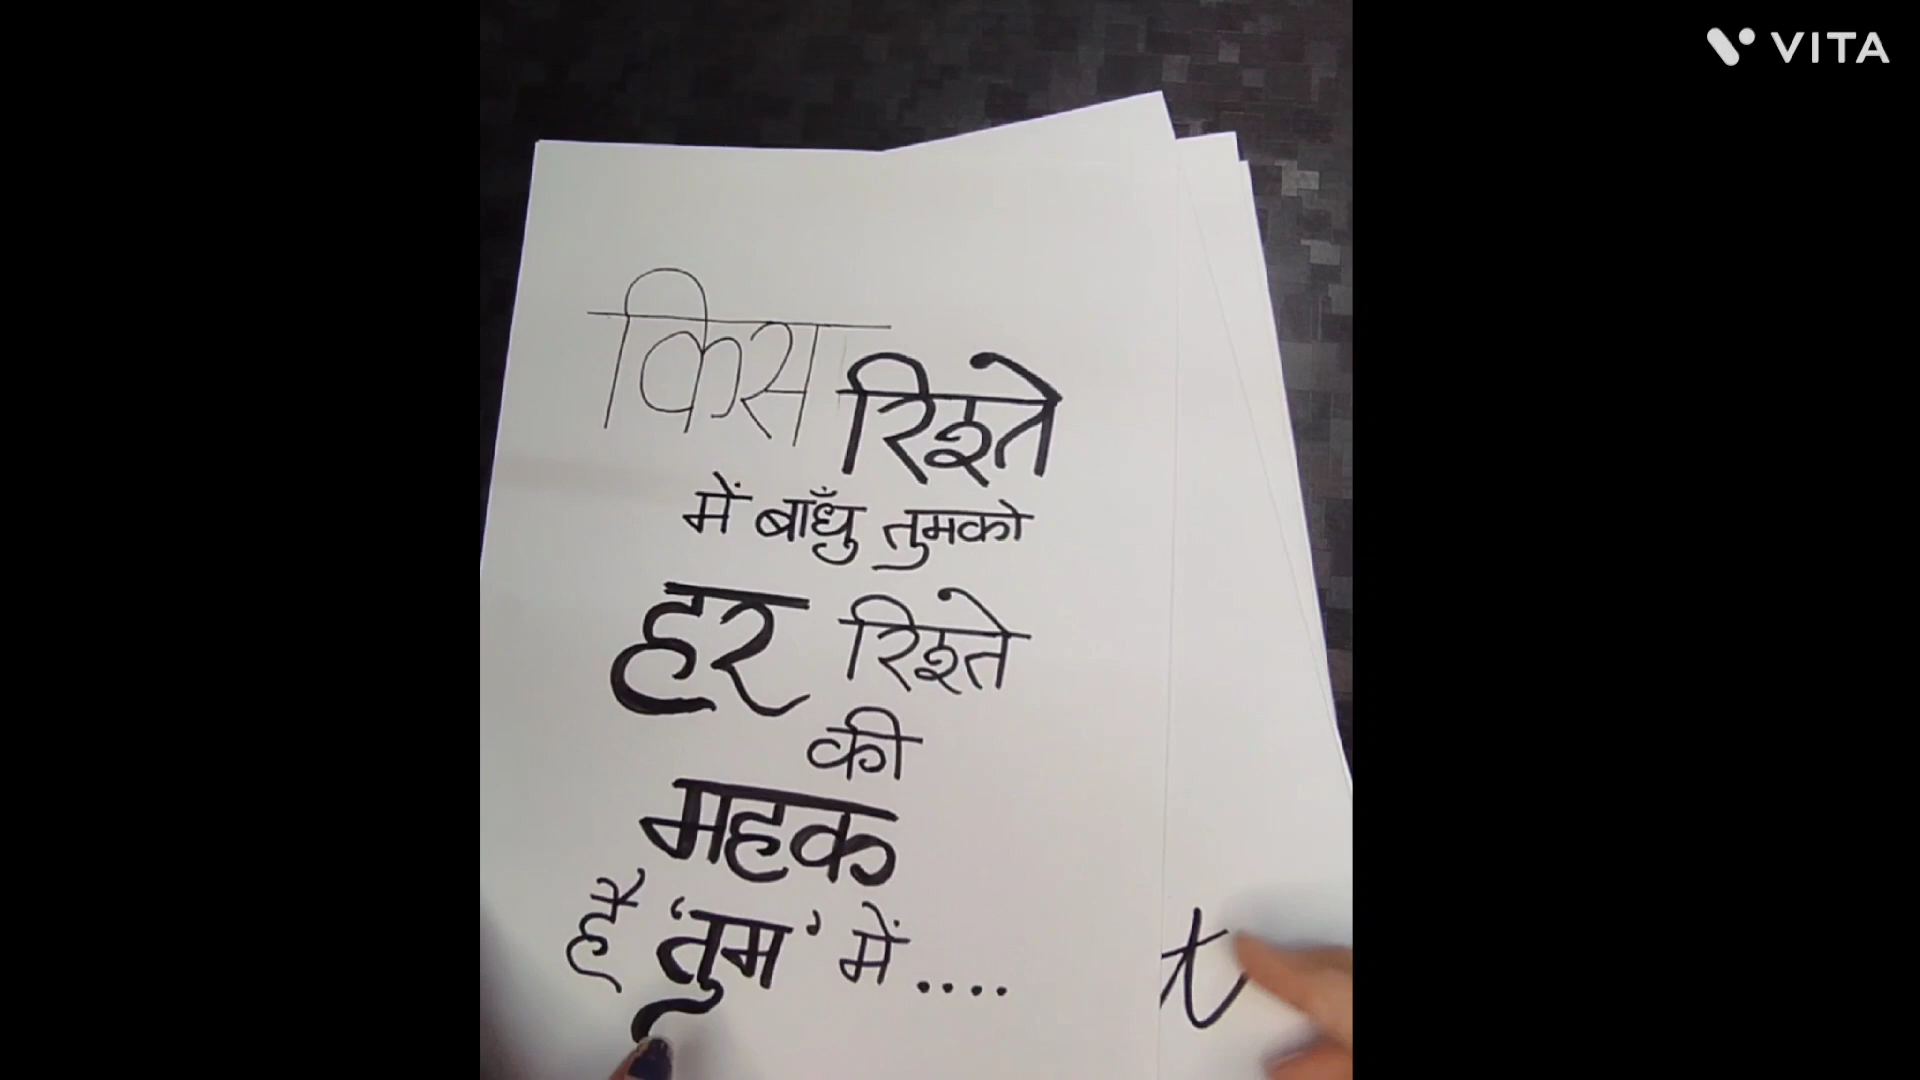 VITA
किस
रिश्ते
में बाँधु तुमको
हर रिश्ते
की
महक
है ‘तुम’ में....
t